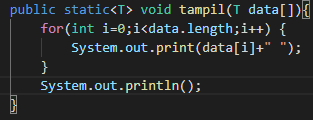 public static<T> void tampil(T data[]){
    for(int i=0;i<data.length;i++) {
        System.out.print(data[i]+" ");
    }
    System.out.println();
}